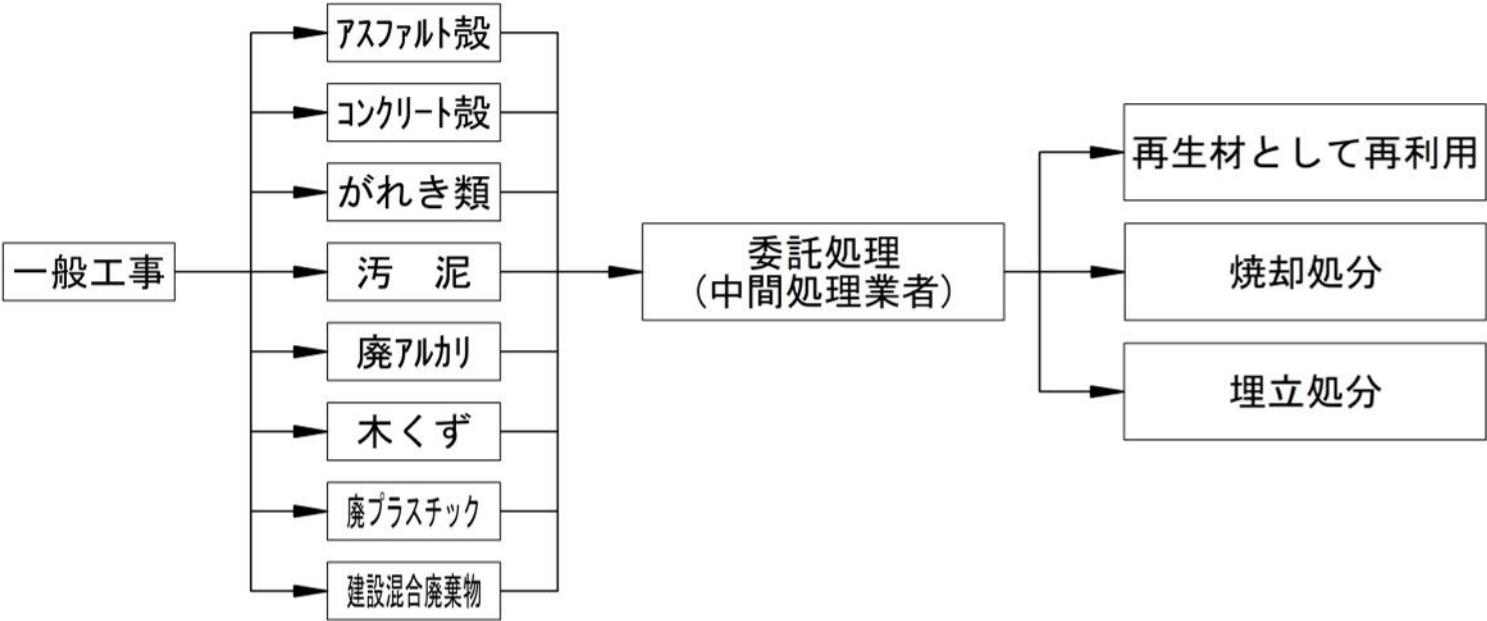 一般工事
アスファルト殻
コンクリート殻
がれき類
汚　泥
廃アルカリ
木くず
廃プラスチック
建設混合廃棄物
委託処理
（中間処理業者）
再生材として再利用
焼却処分
埋立処分